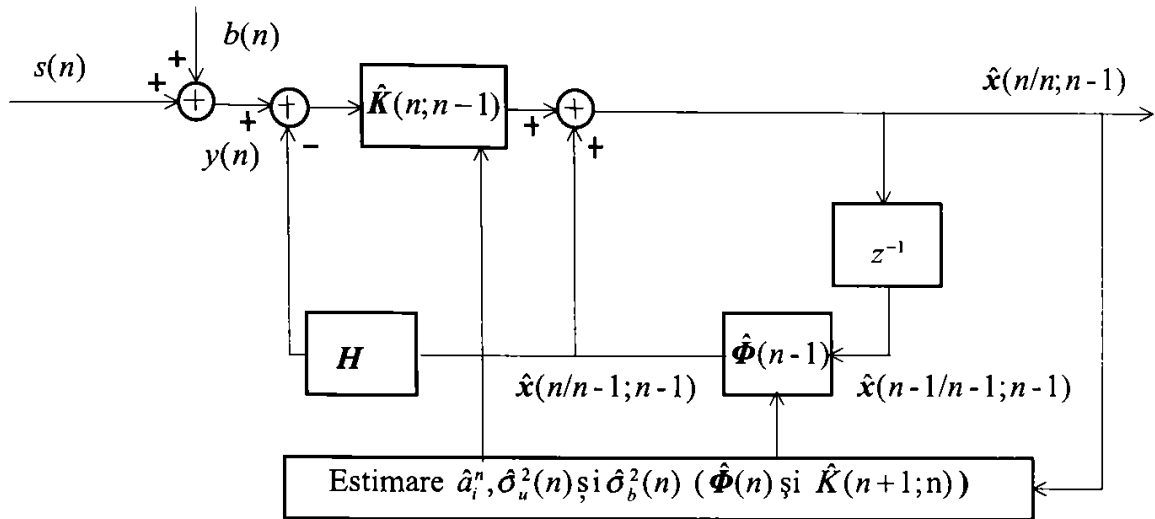 b(n)
s(n)
+
+
+
+
K̂(n; n−1)
+
x̂(n/n; n-1)
+
y(n)
−
+
+
z⁻¹
H
Φ̂(n-1)
x̂(n/n-1; n-1)
x̂(n-1/n-1; n-1)
Estimare âᵢⁿ, σ̂ᵤ²(n) și σ̂_b²(n) (Φ̂(n) și K̂(n+1;n))